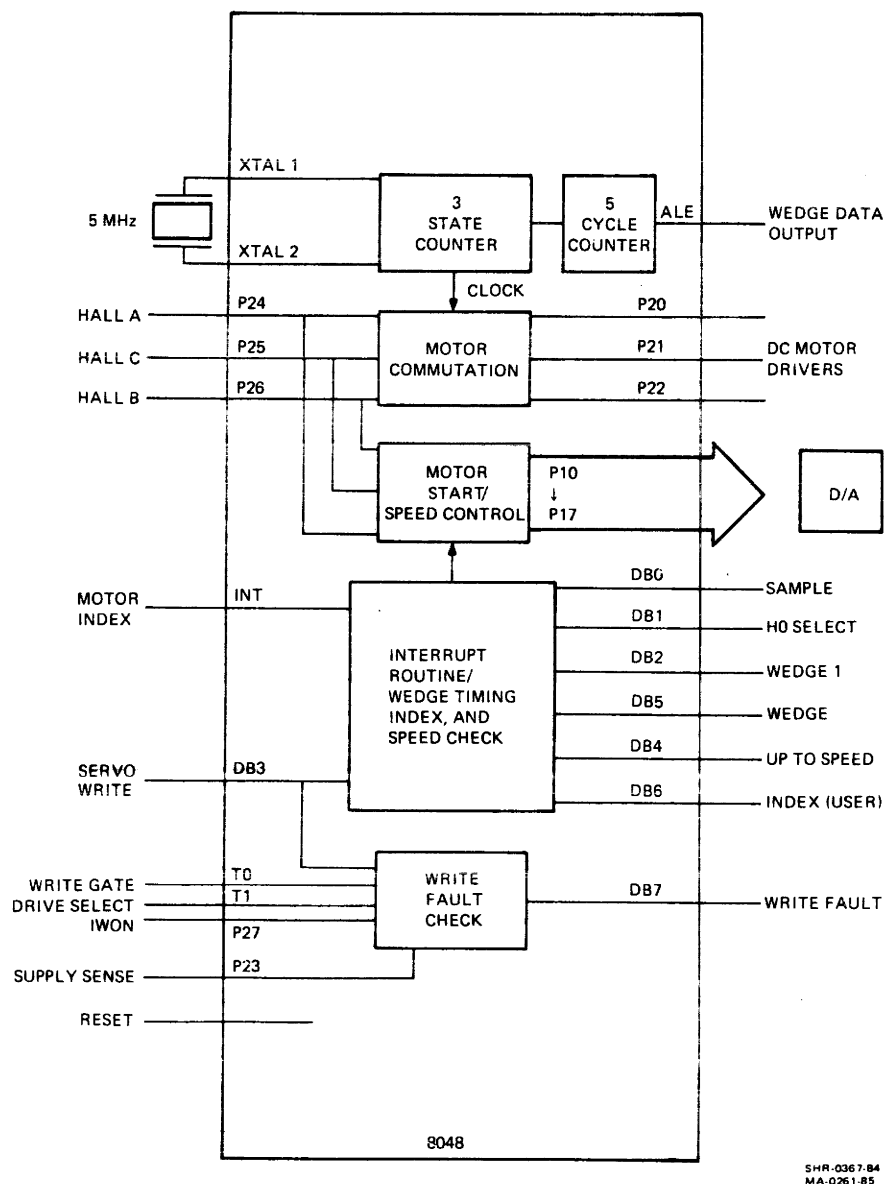 XTAL 1
5 MHz
XTAL 2
3
STATE
COUNTER
5
CYCLE
COUNTER
ALE
WEDGE DATA
OUTPUT
CLOCK
HALL A
P24
HALL C
P25
HALL B
P26
MOTOR
COMMUTATION
P20
P21
P22
DC MOTOR
DRIVERS
MOTOR
START/
SPEED CONTROL
P10
↓
P17
D/A
MOTOR
INDEX
INT
INTERRUPT
ROUTINE/
WEDGE TIMING
INDEX, AND
SPEED CHECK
DB0
SAMPLE
DB1
H0 SELECT
DB2
WEDGE 1
DB5
WEDGE
DB4
UP TO SPEED
DB6
INDEX (USER)
SERVO
WRITE
DB3
WRITE GATE
T0
DRIVE SELECT
T1
IWON
P27
WRITE
FAULT
CHECK
DB7
WRITE FAULT
SUPPLY SENSE
P23
RESET
8048
SHR-0367-84
MA-0261-85